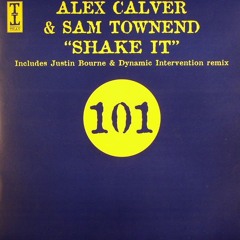 ALEX CALVER
& SAM TOWNEND
"SHAKE IT"
Includes Justin Bourne & Dynamic Intervention remix
101